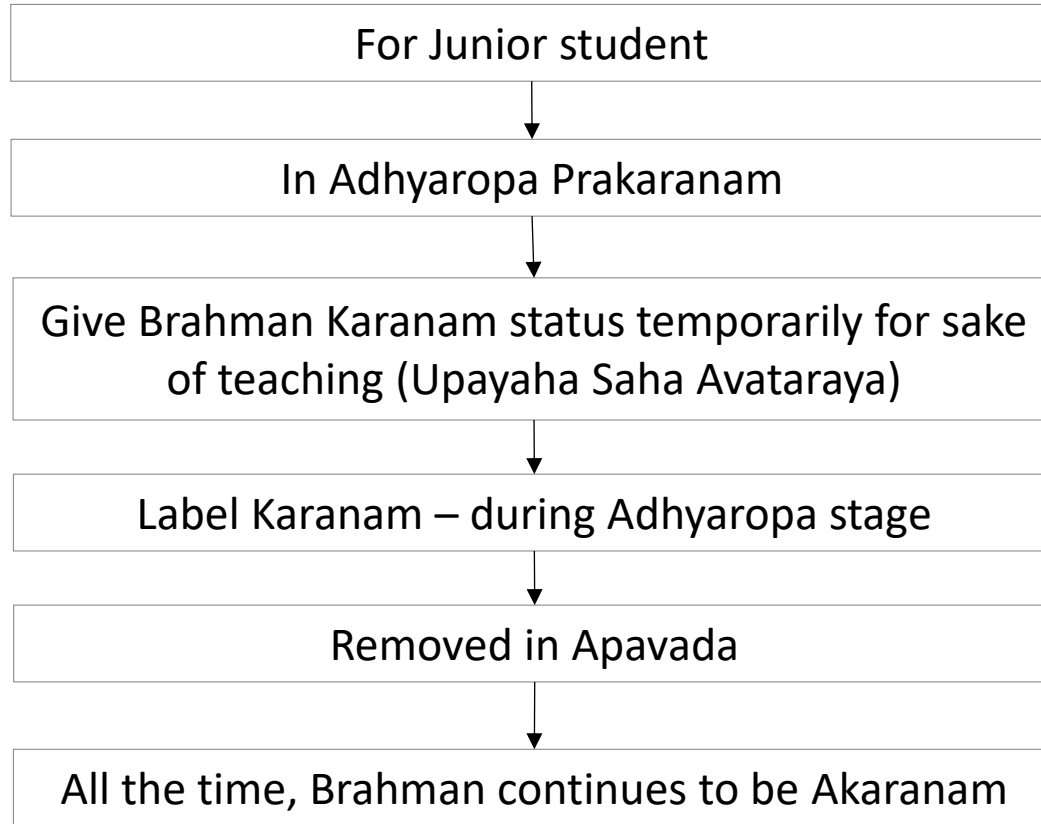 For Junior student
In Adhyaropa Prakaranam
Give Brahman Karanam status temporarily for sake
of teaching (Upayaha Saha Avataraya)
Label Karanam – during Adhyaropa stage
Removed in Apavada
All the time, Brahman continues to be Akaranam